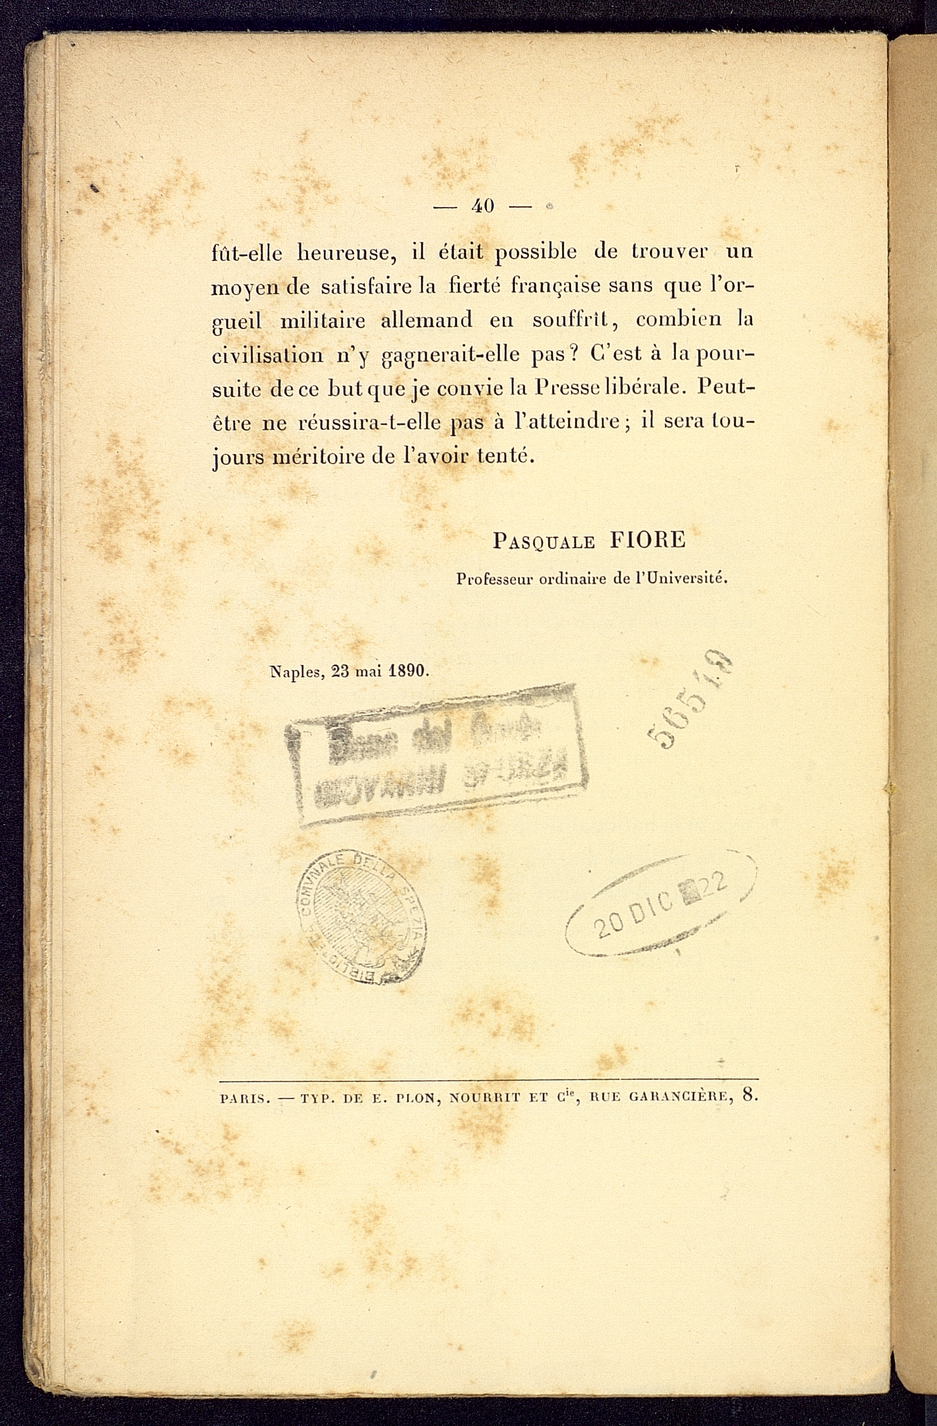 — 40 —
fût-elle heureuse, il était possible de trouver un
moyen de satisfaire la fierté française sans que l'or-
gueil militaire allemand en souffrît, combien la
civilisation n'y gagnerait-elle pas? C'est à la pour-
suite de ce but que je convie la Presse libérale. Peut-
être ne réussira-t-elle pas à l'atteindre; il sera tou-
jours méritoire de l'avoir tenté.
Pasquale FIORE
Professeur ordinaire de l'Université.
Naples, 23 mai 1890.
56519
COMVNALE DELLA SPEZIA
20 DIC 22
PARIS. — TYP. DE E. PLON, NOURRIT ET Cie, RUE GARANCIÈRE, 8.